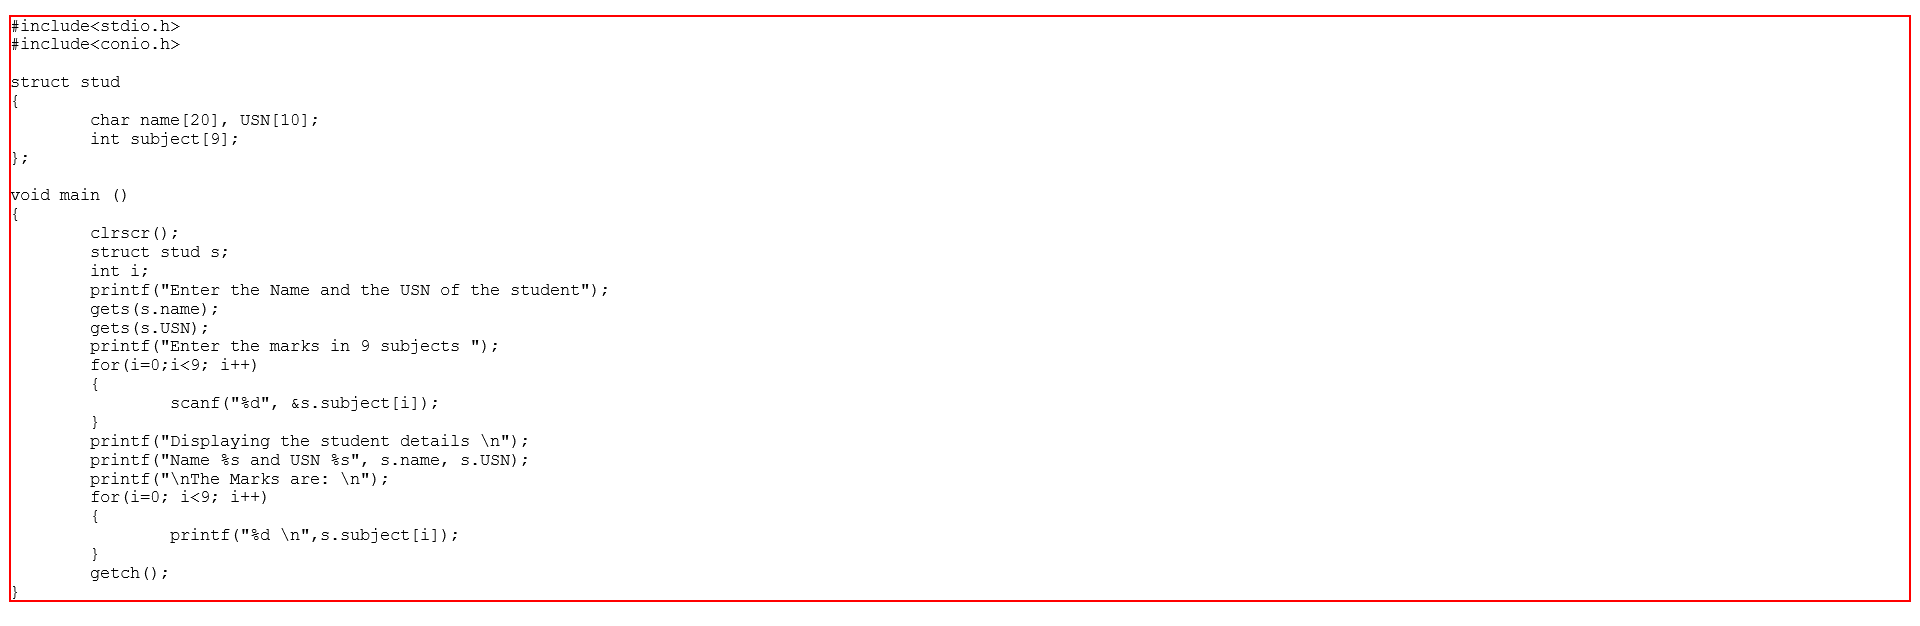 #include<stdio.h>
#include<conio.h>

struct stud
{
        char name[20], USN[10];
        int subject[9];
};

void main ()
{
        clrscr();
        struct stud s;
        int i;
        printf("Enter the Name and the USN of the student");
        gets(s.name);
        gets(s.USN);
        printf("Enter the marks in 9 subjects ");
        for(i=0;i<9; i++)
        {
                scanf("%d", &s.subject[i]);
        }
        printf("Displaying the student details \n");
        printf("Name %s and USN %s", s.name, s.USN);
        printf("\nThe Marks are: \n");
        for(i=0; i<9; i++)
        {
                printf("%d \n",s.subject[i]);
        }
        getch();
}